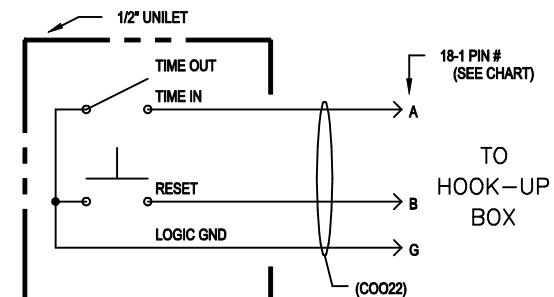 1/2" UNILET
18-1 PIN #
(SEE CHART)
TIME OUT
TIME IN
A
TO
HOOK-UP
BOX
RESET
B
LOGIC GND
G
(COO22)